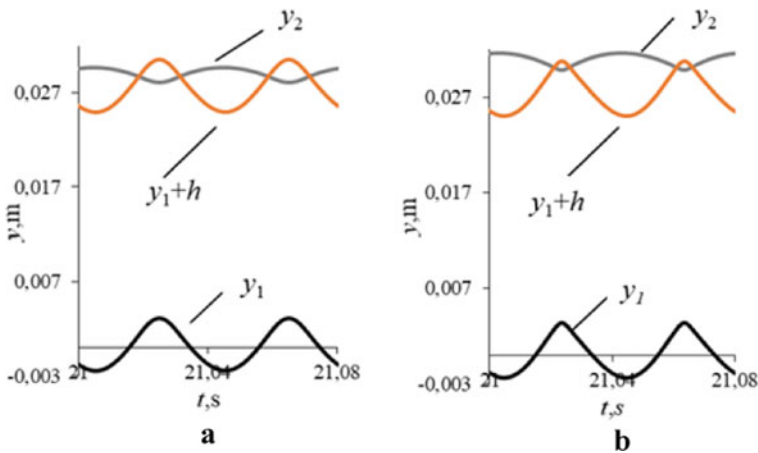 y₂
0,027
y₁+h
0,017
y,m
0,007
y₁
-0,003
21
21,04
21,08
t,s
a
y₂
0,027
0,017
y₁+h
y,m
0,007
y₁
-0,003
21
21,04
21,08
t,s
b